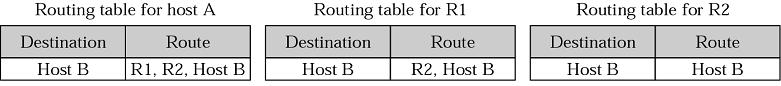 Routing table for host A
Destination Route
Host B R1, R2, Host B
Routing table for R1
Destination Route
Host B R2, Host B
Routing table for R2
Destination Route
Host B Host B